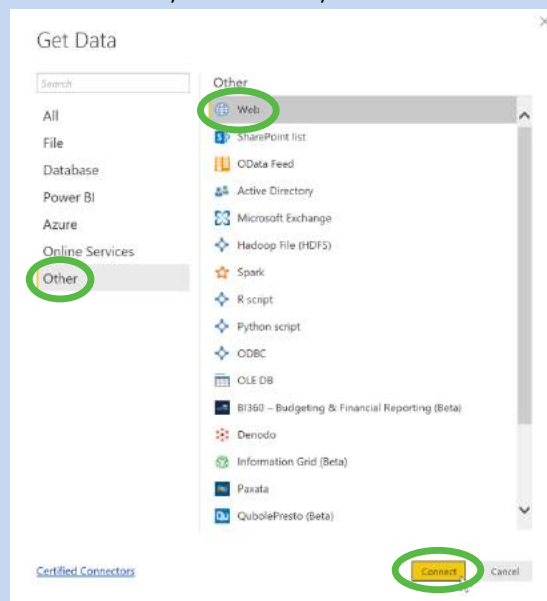 Get Data
Search
All
File
Database
Power BI
Azure
Online Services
Other
Other
Web
SharePoint list
OData Feed
Active Directory
Microsoft Exchange
Hadoop File (HDFS)
Spark
R script
Python script
ODBC
OLE DB
BI360 – Budgeting & Financial Reporting (Beta)
Denodo
Information Grid (Beta)
Paxata
QubolePresto (Beta)
Certified Connectors
Connect
Cancel